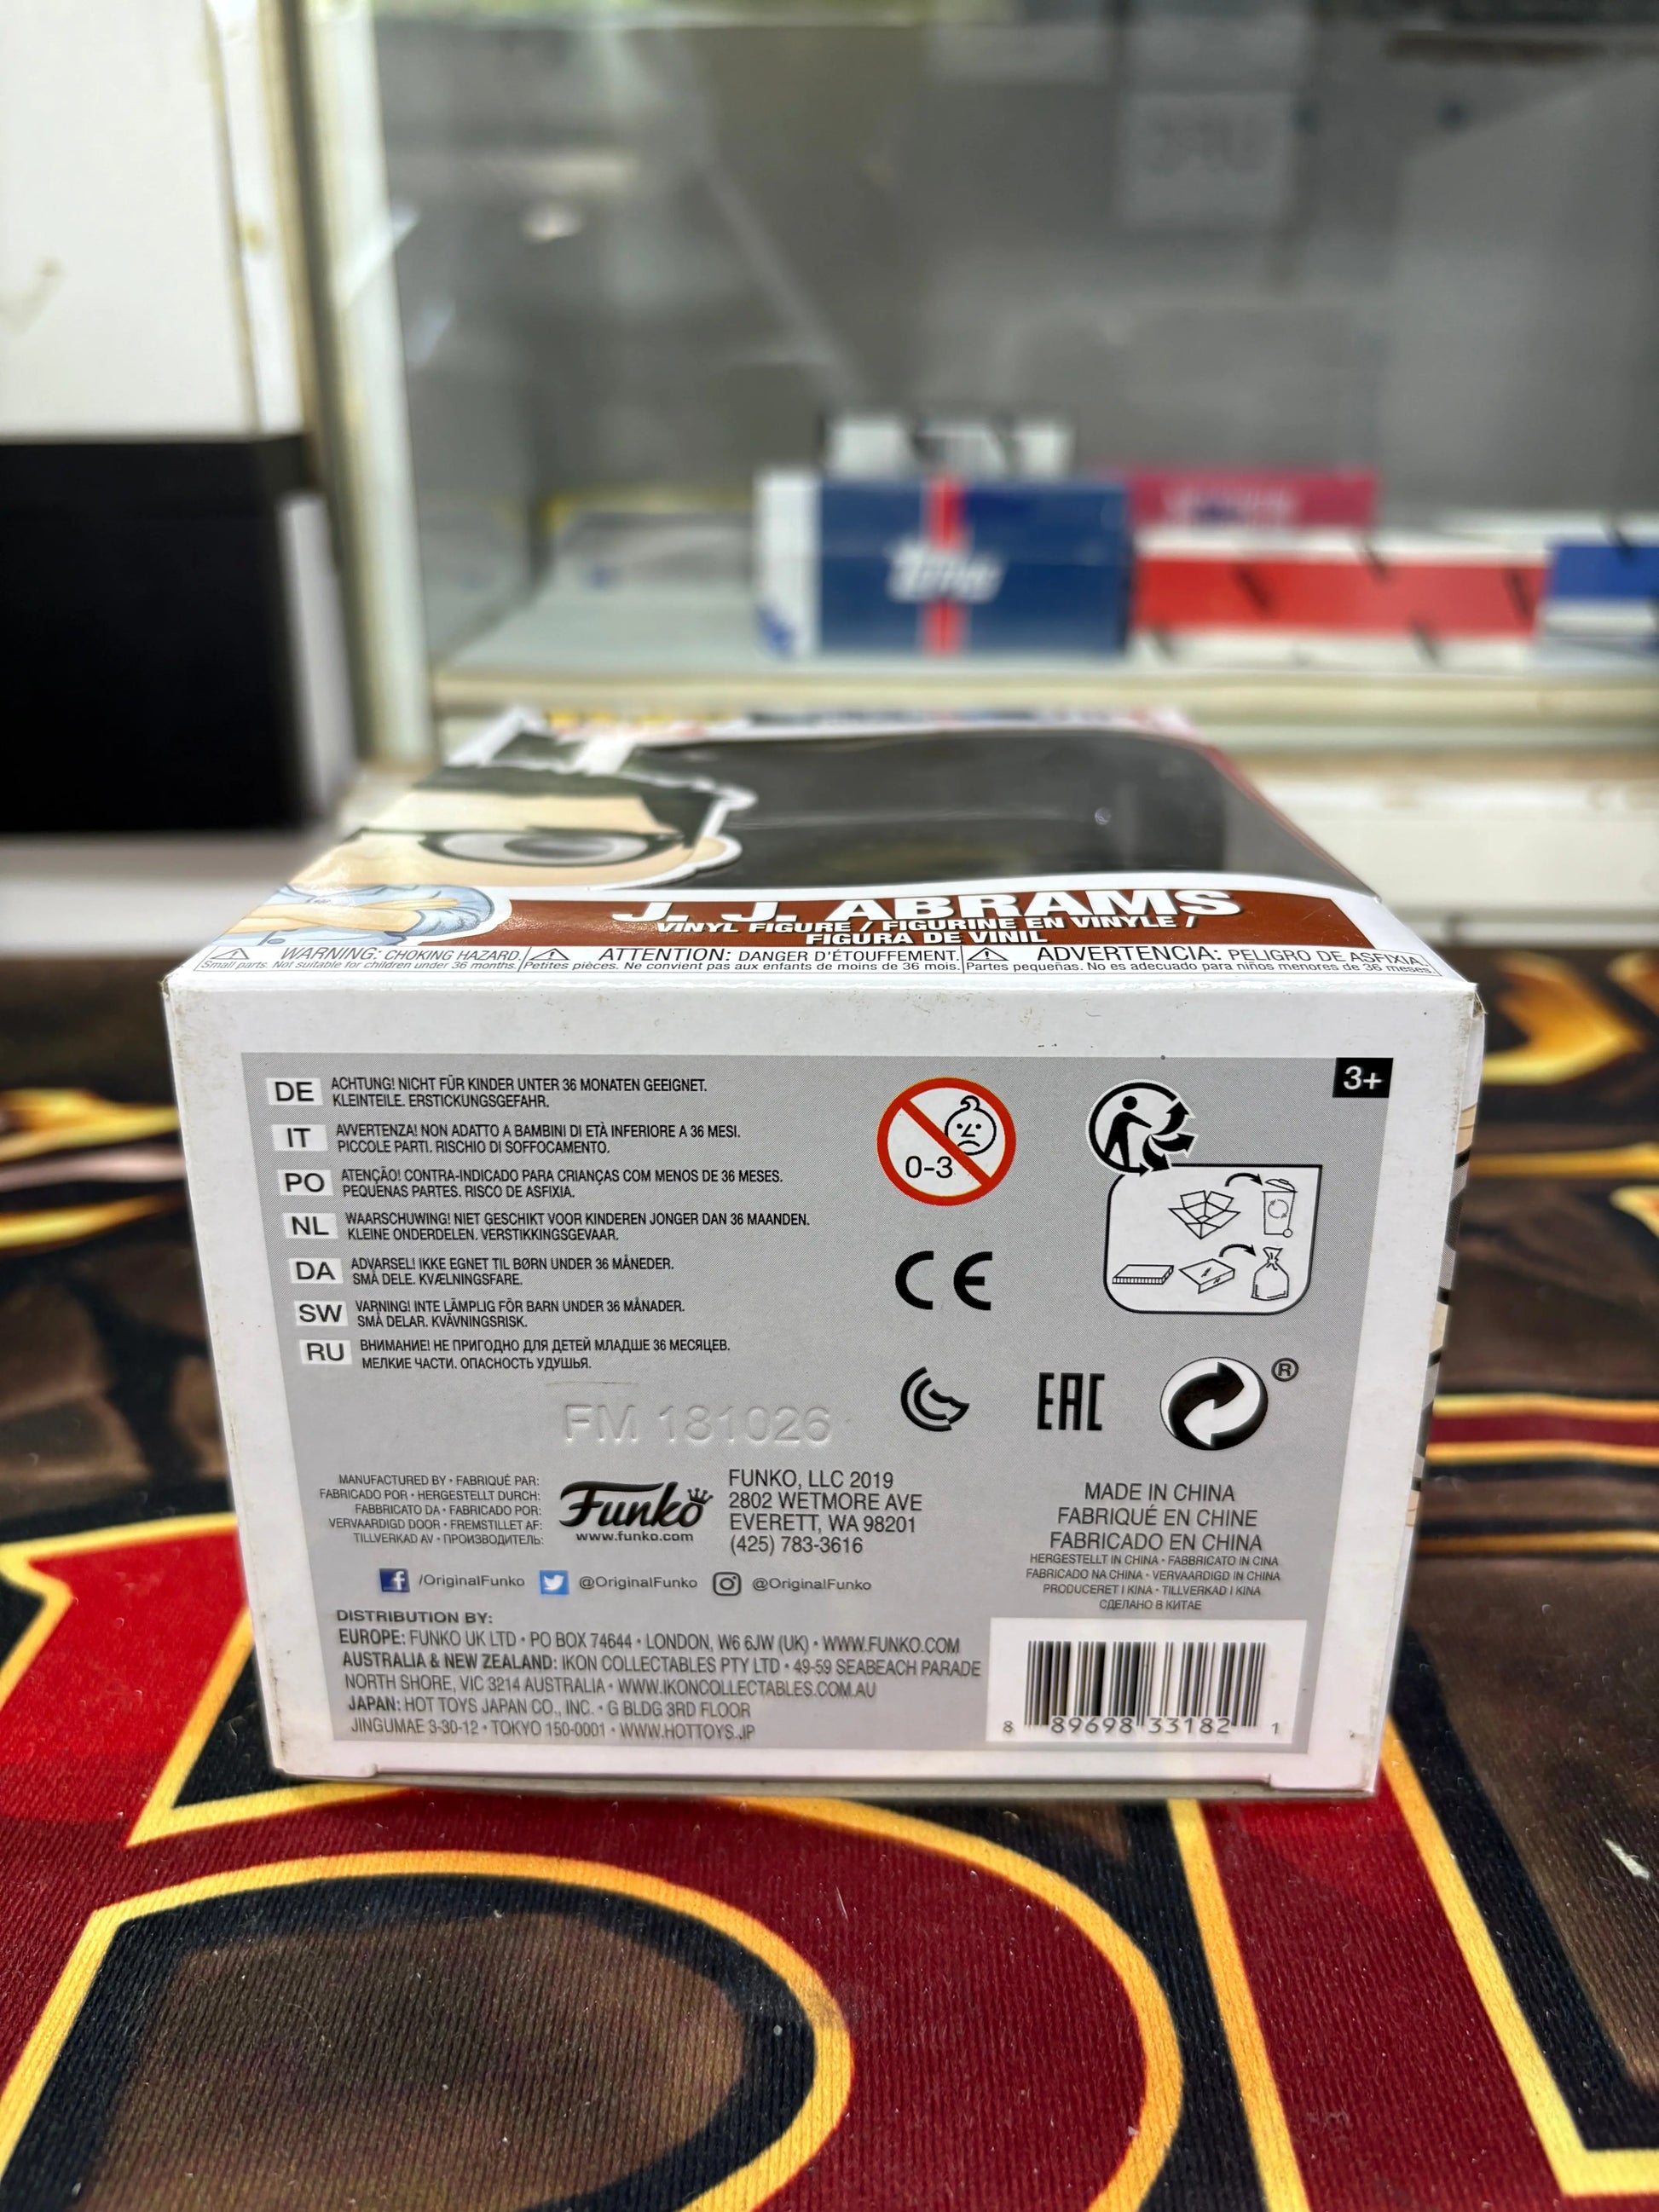 Topps
J. J. ABRAMS
VINYL FIGURE / FIGURINE EN VINYLE /
FIGURA DE VINIL
WARNING: CHOKING HAZARD.
Small parts. Not suitable for children under 36 months.
ATTENTION: DANGER D'ÉTOUFFEMENT.
Petites pièces. Ne convient pas aux enfants de moins de 36 mois.
ADVERTENCIA: PELIGRO DE ASFIXIA.
Partes pequeñas. No es adecuado para niños menores de 36 meses.
3+
DE ACHTUNG! NICHT FÜR KINDER UNTER 36 MONATEN GEEIGNET.
KLEINTEILE. ERSTICKUNGSGEFAHR.
IT AVVERTENZA! NON ADATTO A BAMBINI DI ETÀ INFERIORE A 36 MESI.
PICCOLE PARTI. RISCHIO DI SOFFOCAMENTO.
PO ATENÇÃO! CONTRA-INDICADO PARA CRIANÇAS COM MENOS DE 36 MESES.
PEQUENAS PARTES. RISCO DE ASFIXIA.
NL WAARSCHUWING! NIET GESCHIKT VOOR KINDEREN JONGER DAN 36 MAANDEN.
KLEINE ONDERDELEN. VERSTIKKINGSGEVAAR.
DA ADVARSEL! IKKE EGNET TIL BØRN UNDER 36 MÅNEDER.
SMÅ DELE. KVÆLNINGSFARE.
SW VARNING! INTE LÄMPLIG FÖR BARN UNDER 36 MÅNADER.
SMÅ DELAR. KVÄVNINGSRISK.
RU ВНИМАНИЕ! НЕ ПРИГОДНО ДЛЯ ДЕТЕЙ МЛАДШЕ 36 МЕСЯЦЕВ.
МЕЛКИЕ ЧАСТИ. ОПАСНОСТЬ УДУШЬЯ.
0-3
CE
EAC
®
FM 181026
MANUFACTURED BY • FABRIQUÉ PAR:
FABRICADO POR • HERGESTELLT DURCH:
FABBRICATO DA • FABRICADO POR:
VERVAARDIGD DOOR • FREMSTILLET AF:
TILLVERKAD AV • ПРОИЗВОДИТЕЛЬ:
Funko
www.funko.com
FUNKO, LLC 2019
2802 WETMORE AVE
EVERETT, WA 98201
(425) 783-3616
MADE IN CHINA
FABRIQUÉ EN CHINE
FABRICADO EN CHINA
HERGESTELLT IN CHINA • FABBRICATO IN CINA
FABRICADO NA CHINA • VERVAARDIGD IN CHINA
PRODUCERET I KINA • TILLVERKAD I KINA
СДЕЛАНО В КИТАЕ
f /OriginalFunko @OriginalFunko @OriginalFunko
DISTRIBUTION BY:
EUROPE: FUNKO UK LTD • PO BOX 74644 • LONDON, W6 6JW (UK) • WWW.FUNKO.COM
AUSTRALIA & NEW ZEALAND: IKON COLLECTABLES PTY LTD • 49-59 SEABEACH PARADE
NORTH SHORE, VIC 3214 AUSTRALIA • WWW.IKONCOLLECTABLES.COM.AU
JAPAN: HOT TOYS JAPAN CO., INC. • G BLDG 3RD FLOOR
JINGUMAE 3-30-12 • TOKYO 150-0001 • WWW.HOTTOYS.JP
8 89698 33182 1